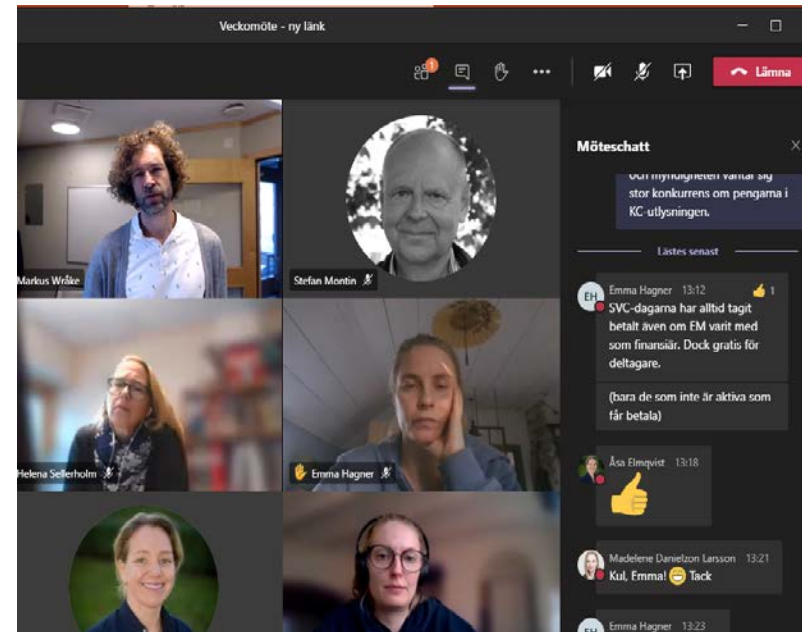 Veckomöte - ny länk
1
Lämna
Markus Wråke
Stefan Montin
Helena Sellerholm
Emma Hagner
Möteschatt
och myndigheten väntar sig
stor konkurrens om pengarna i
KC-utlysningen.
Lästes senast
EH
Emma Hagner 13:12
1
SVC-dagarna har alltid tagit
betalt även om EM varit med
som finansiär. Dock gratis för
deltagare.
(bara de som inte är aktiva som
får betala)
Åsa Elmqvist 13:18
Madelene Danielzon Larsson 13:21
Kul, Emma! Tack
EH
Emma Hagner 13:23